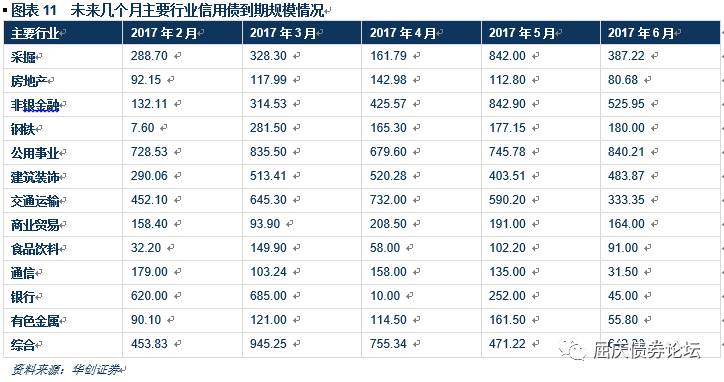 图表 11 未来几个月主要行业信用债到期规模情况
主要行业 2017 年 2 月 2017 年 3 月 2017 年 4 月 2017 年 5 月 2017 年 6 月
采掘 288.70 328.30 161.79 842.00 387.22
房地产 92.15 117.99 142.98 112.80 80.68
非银金融 132.11 314.53 425.57 842.90 525.95
钢铁 7.60 281.50 165.30 177.15 180.00
公用事业 728.53 835.50 679.60 745.78 840.21
建筑装饰 290.06 513.41 520.28 403.51 483.87
交通运输 452.10 645.30 732.00 590.20 333.35
商业贸易 158.40 93.90 208.50 191.00 164.00
食品饮料 32.20 149.90 58.00 102.20 91.00
通信 179.00 103.24 158.00 135.00 31.50
银行 620.00 685.00 10.00 252.00 45.00
有色金属 90.10 121.00 114.50 161.50 55.80
综合 453.83 945.25 755.34 471.22
屈庆债券论坛
资料来源：华创证券